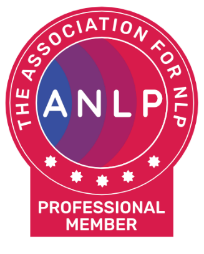 THE ASSOCIATION FOR NLP
ANLP
PROFESSIONAL
MEMBER